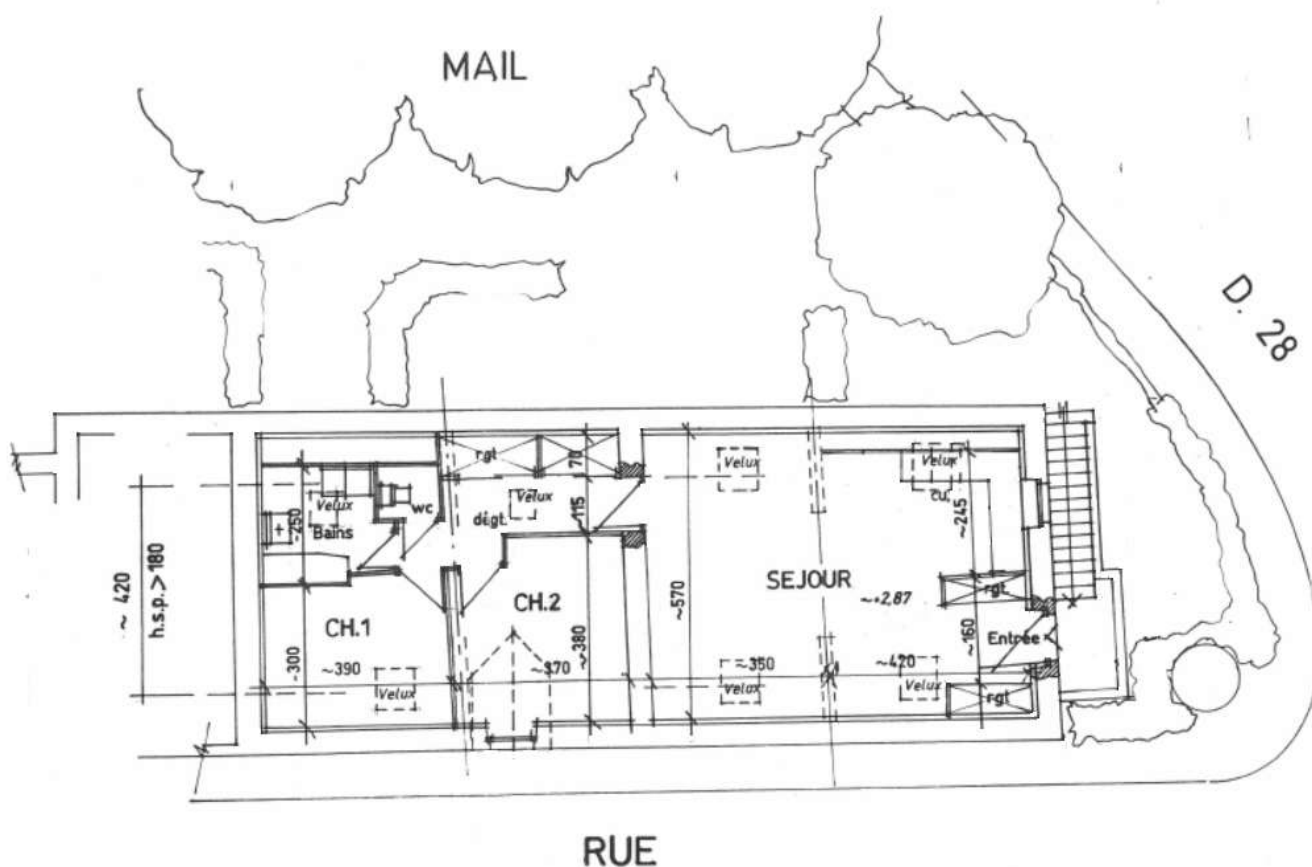 MAIL
D. 28
rgt
70
Velux
Velux
cu.
Velux
wc
Velux
dégt.
115
~250
Bains
~245
~420
h.s.p. > 180
SEJOUR
~+2,87
rgt.
CH.2
~570
CH.1
~380
~160
Entrée
~300
~390
~370
~350
~420
Velux
Velux
Velux
rgt
RUE